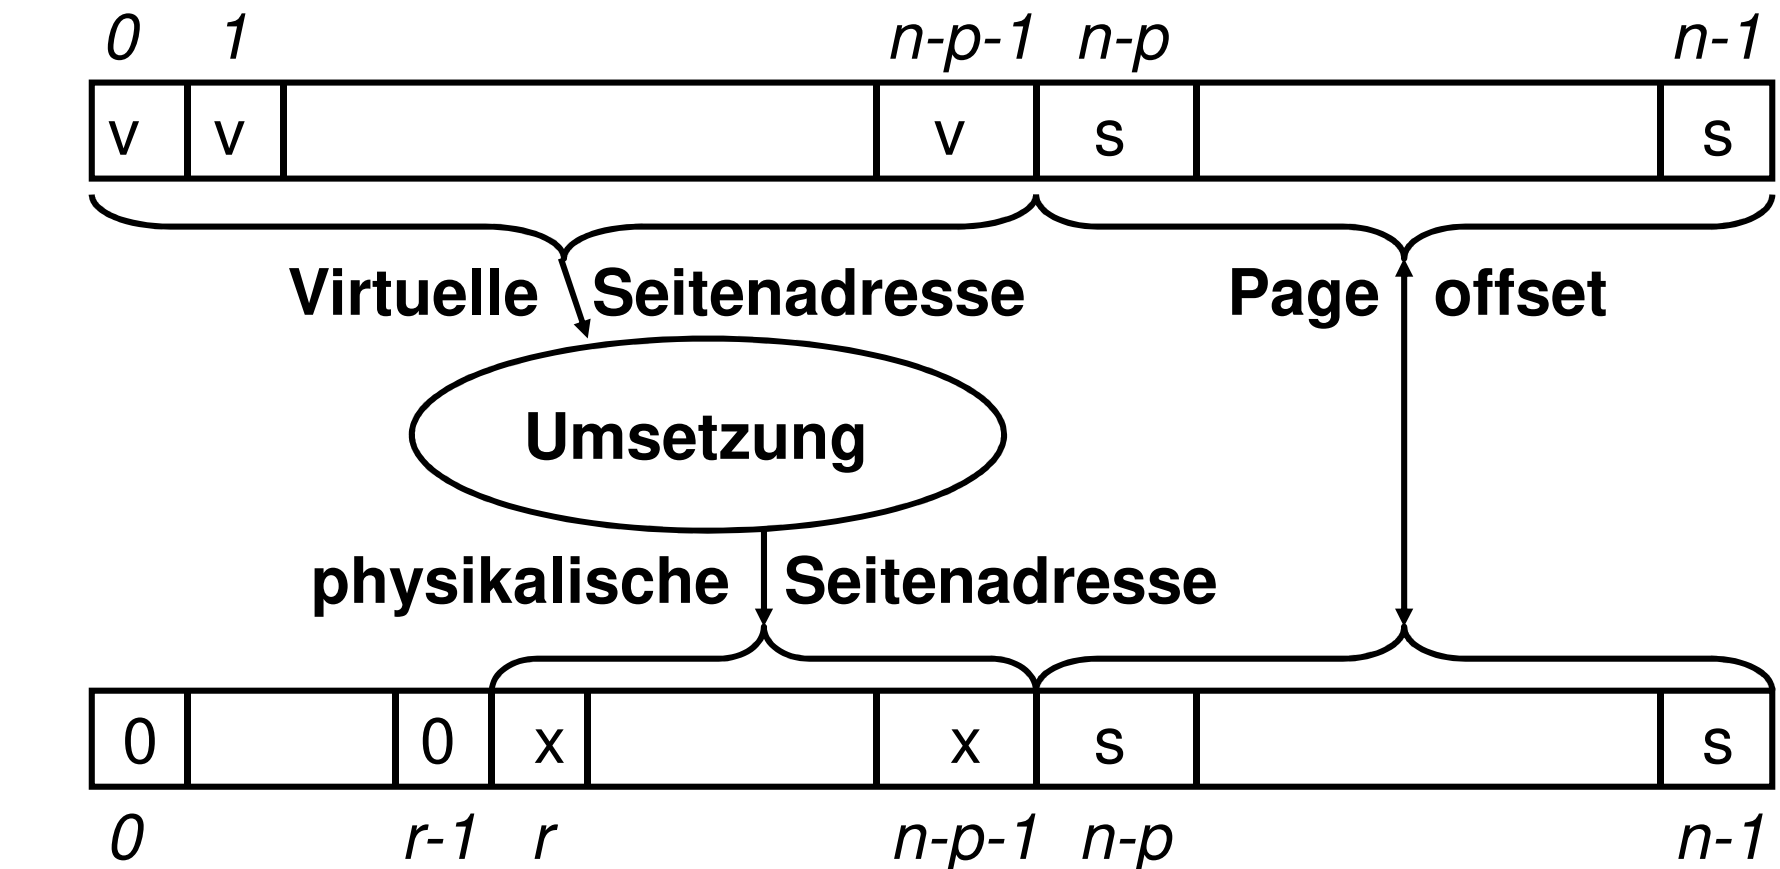 0 1 n-p-1 n-p n-1
v v v s s
Virtuelle Seitenadresse Page offset
Umsetzung
physikalische Seitenadresse
0 0 x x s s
0 r-1 r n-p-1 n-p n-1